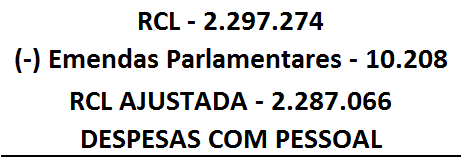 RCL - 2.297.274
(-) Emendas Parlamentares - 10.208
RCL AJUSTADA - 2.287.066
DESPESAS COM PESSOAL